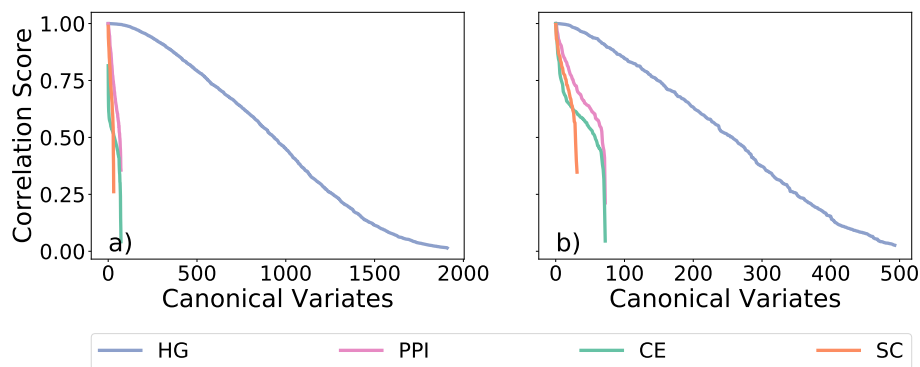 Correlation Score
1.00
0.75
0.50
0.25
0.00
a)
0 500 1000 1500 2000
Canonical Variates
b)
0 100 200 300 400 500
Canonical Variates
HG PPI CE SC